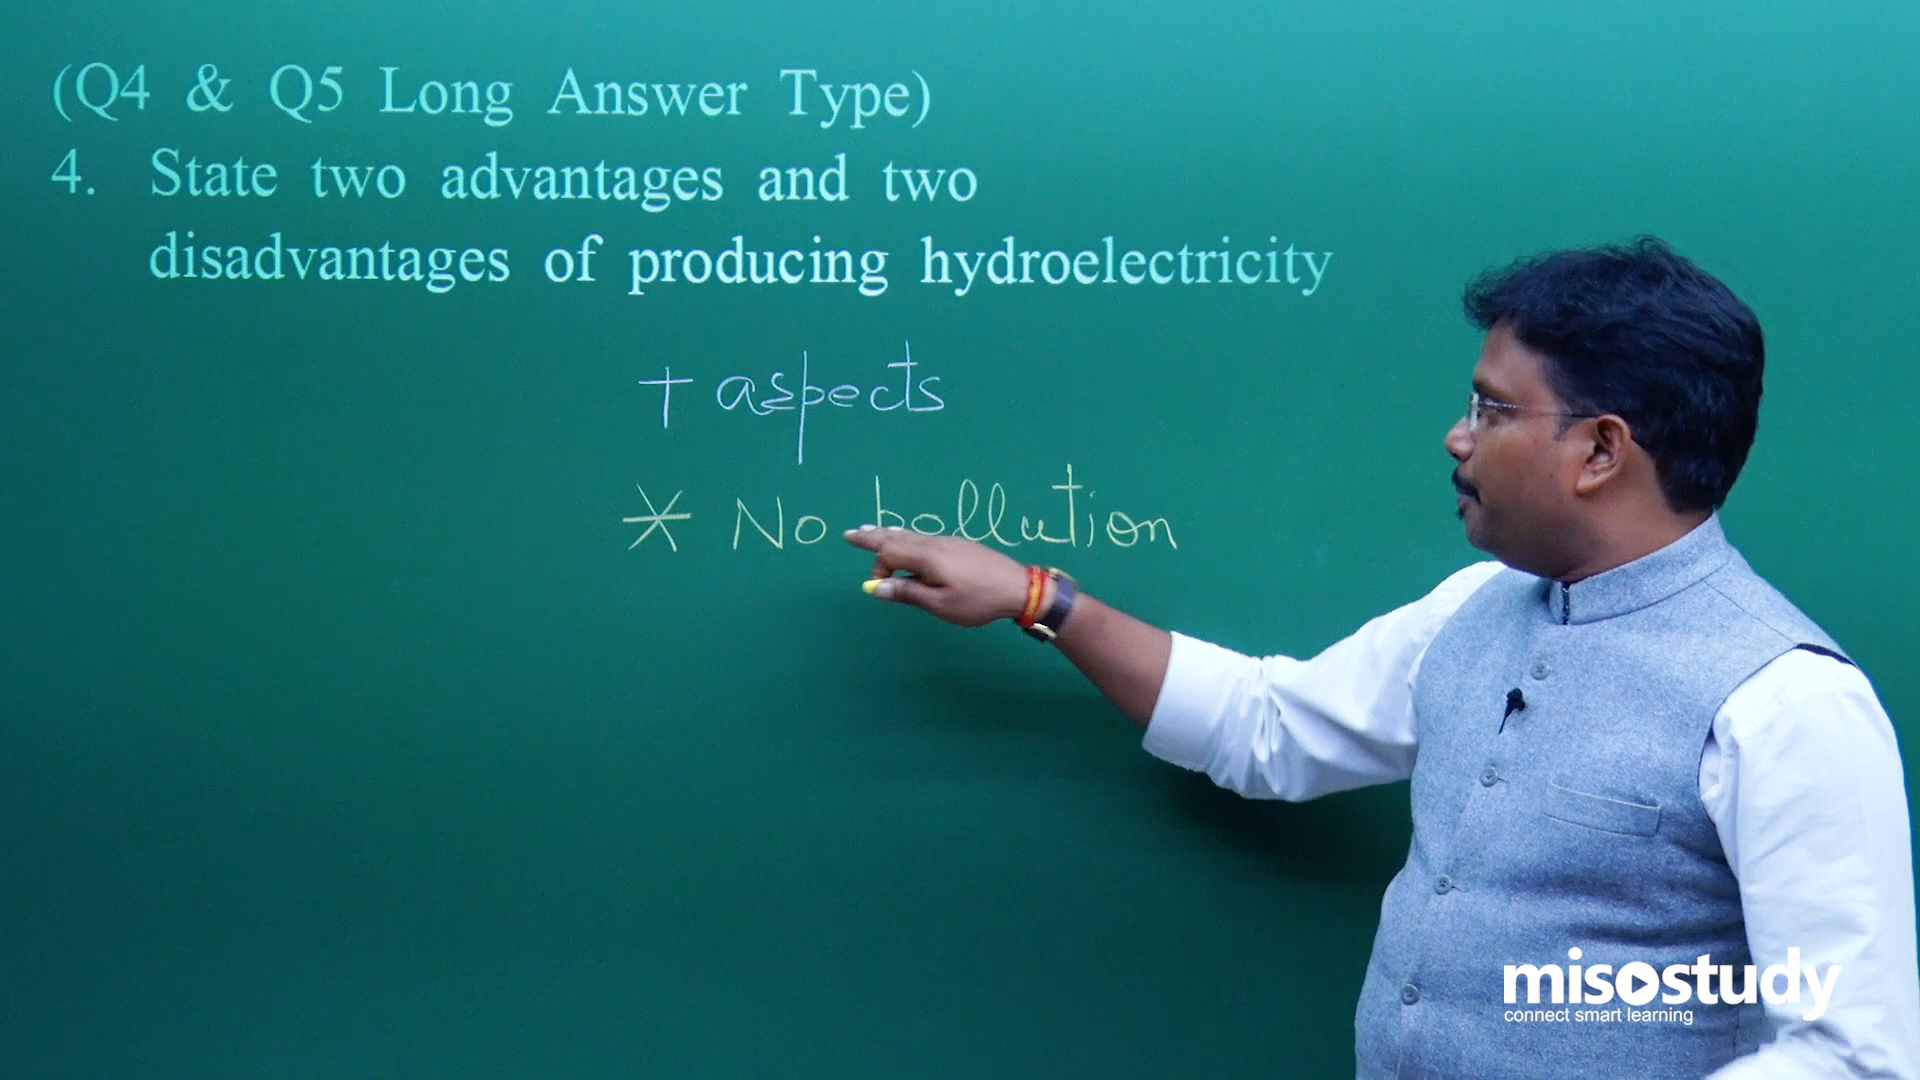 (Q4 & Q5 Long Answer Type)
4. State two advantages and two
disadvantages of producing hydroelectricity
+ aspects
* No pollution
misostudy
connect smart learning